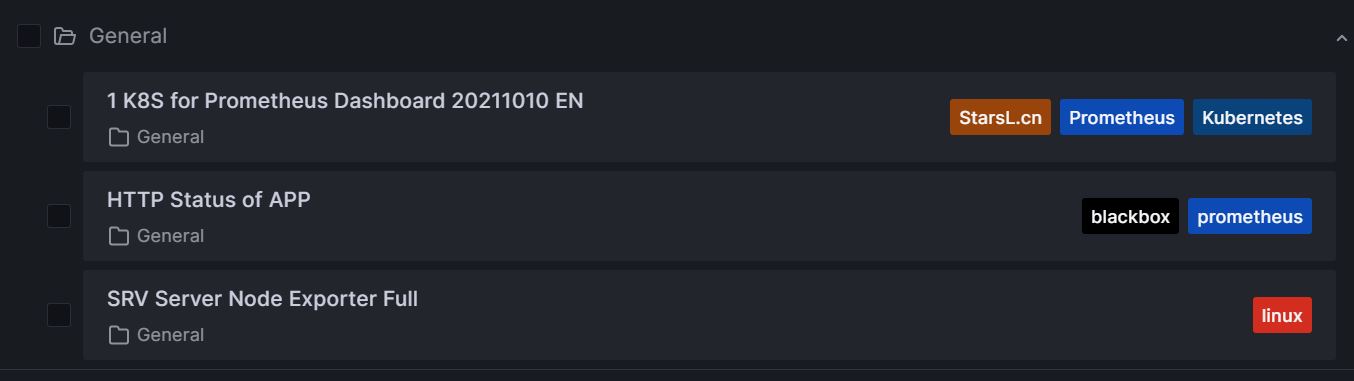 General
1 K8S for Prometheus Dashboard 20211010 EN
General
StarsL.cn Prometheus Kubernetes
HTTP Status of APP
General
blackbox prometheus
SRV Server Node Exporter Full
General
linux